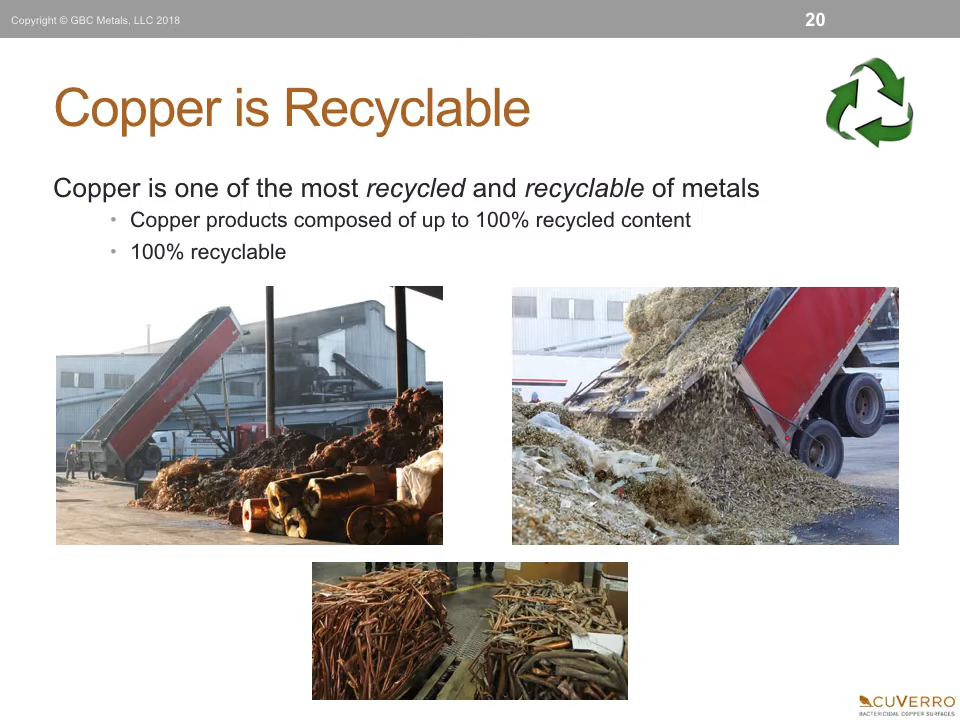 Copyright © GBC Metals, LLC 2018
20
Copper is Recyclable
Copper is one of the most recycled and recyclable of metals
• Copper products composed of up to 100% recycled content
• 100% recyclable
CUVERRO
BACTERICIDAL COPPER SURFACES